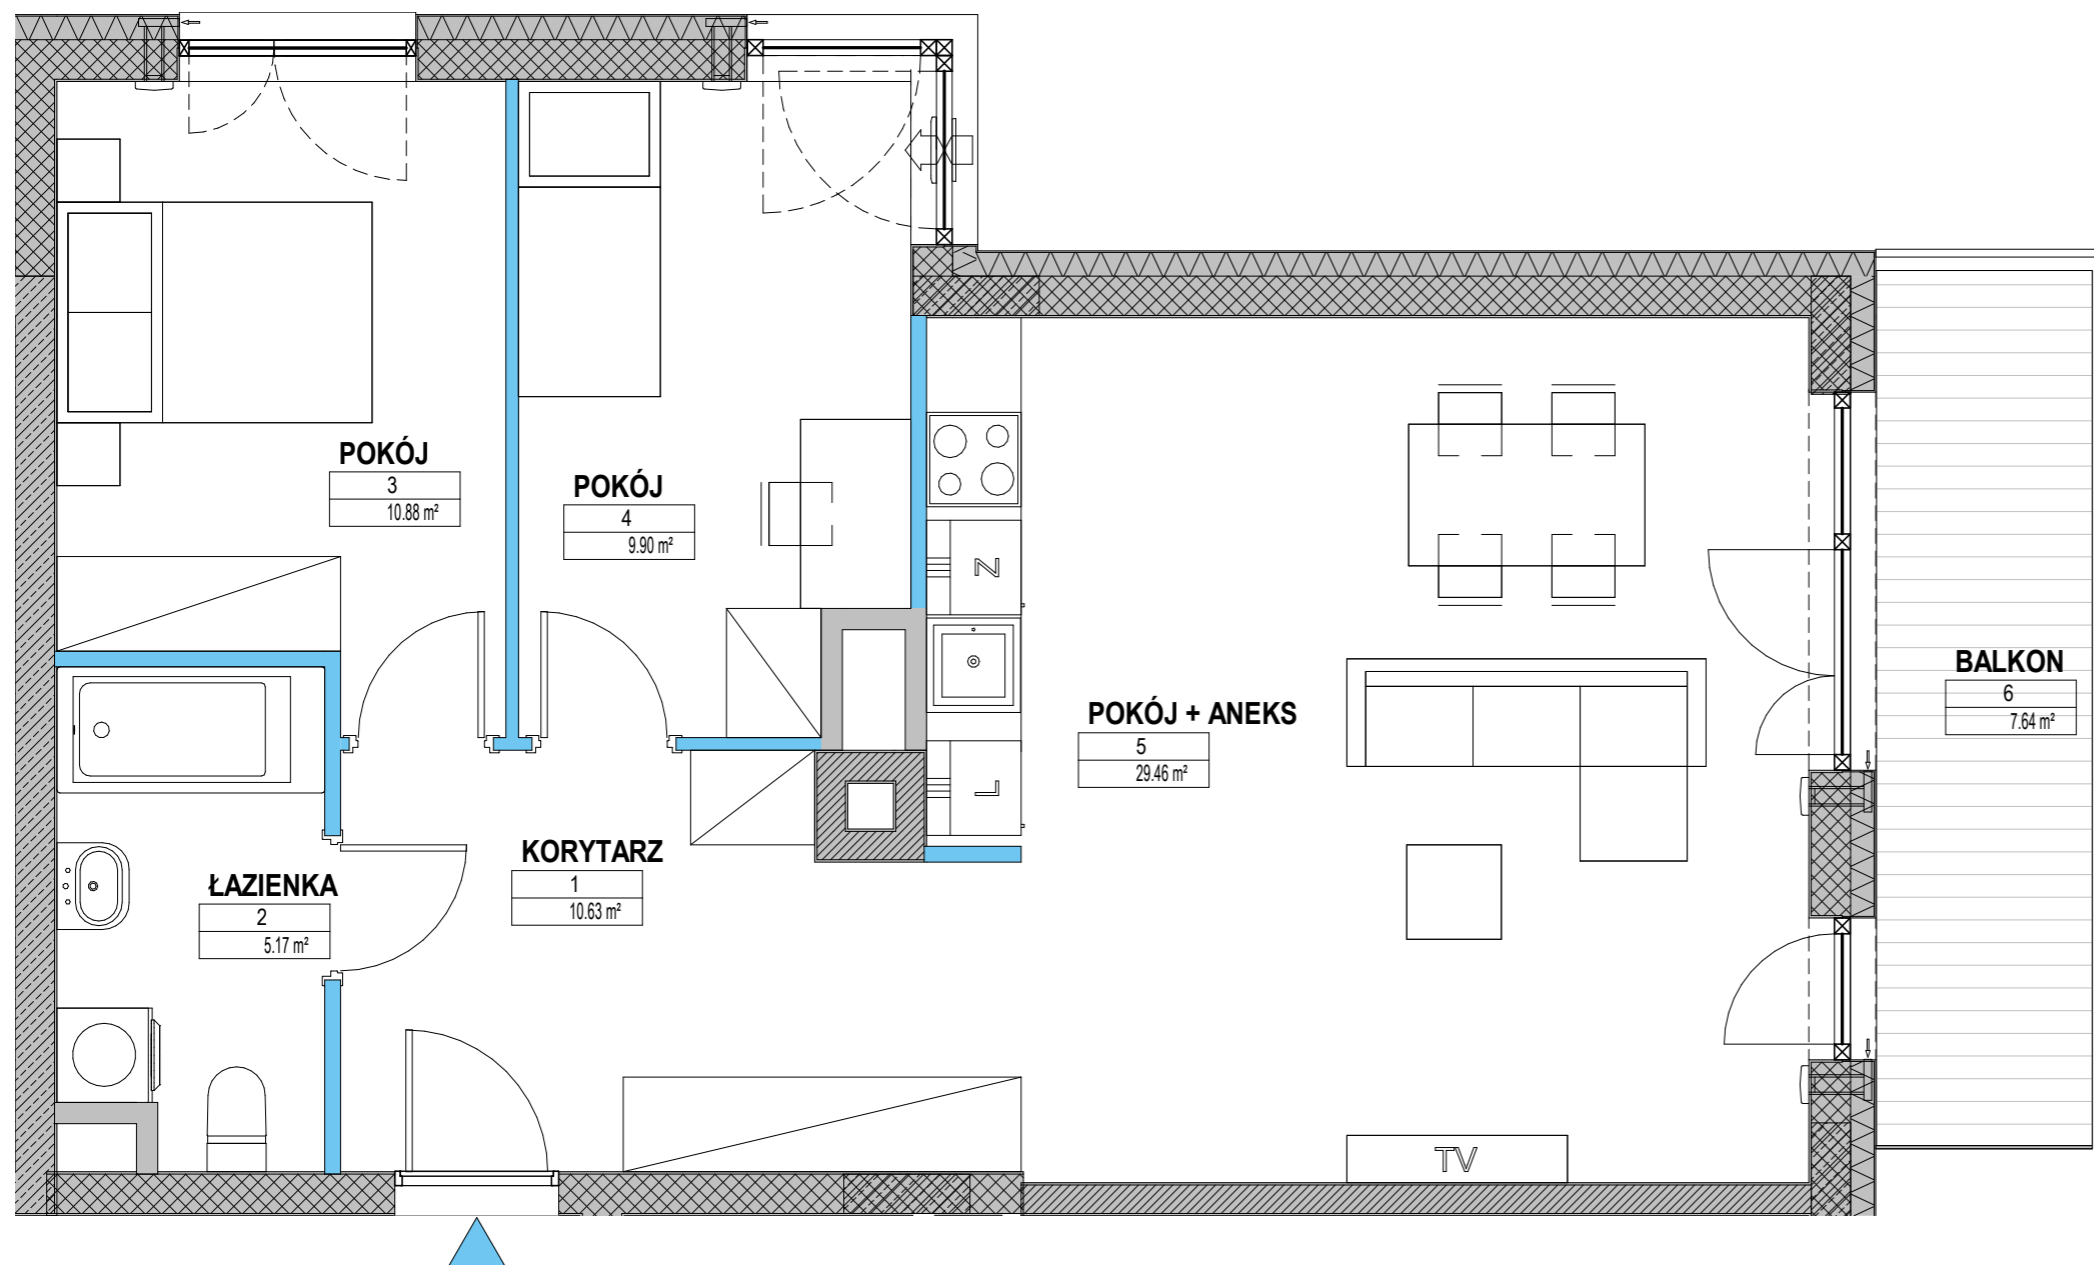 POKÓJ
3
10.88 m²
POKÓJ
4
9.90 m²
Z
POKÓJ + ANEKS
5
29.46 m²
BALKON
6
7.64 m²
L
KORYTARZ
1
10.63 m²
ŁAZIENKA
2
5.17 m²
TV